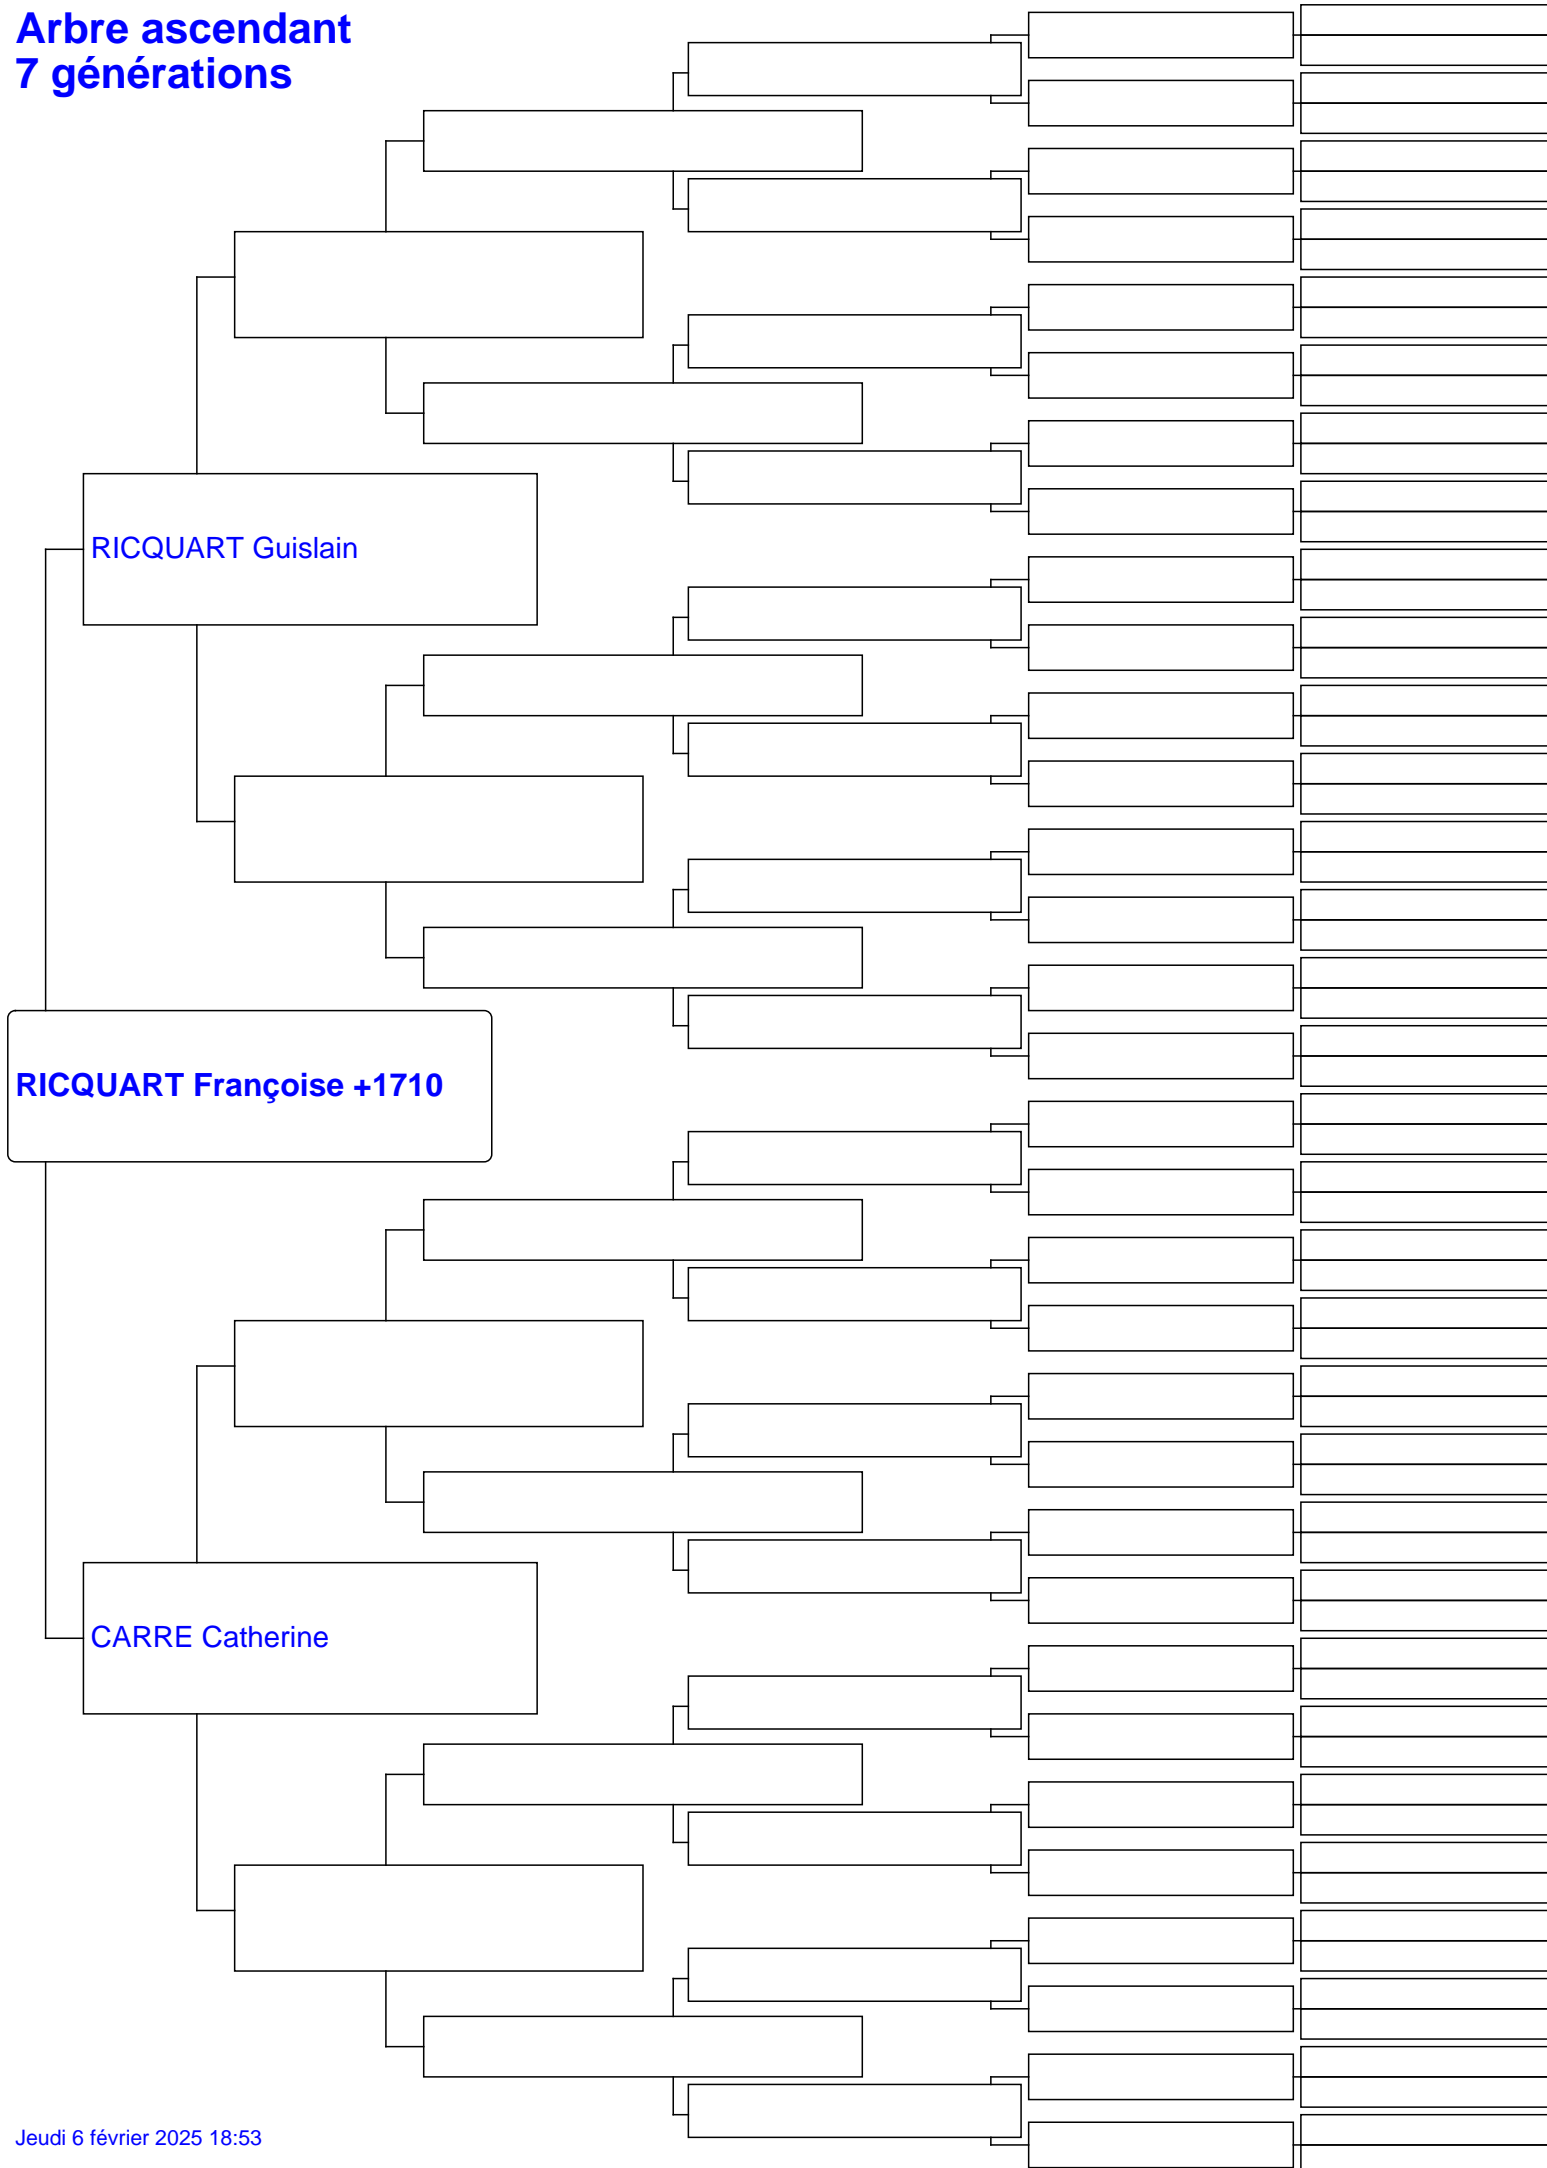 Arbre ascendant
7 générations
RICQUART Guislain
RICQUART Françoise +1710
CARRE Catherine
Jeudi 6 février 2025 18:53